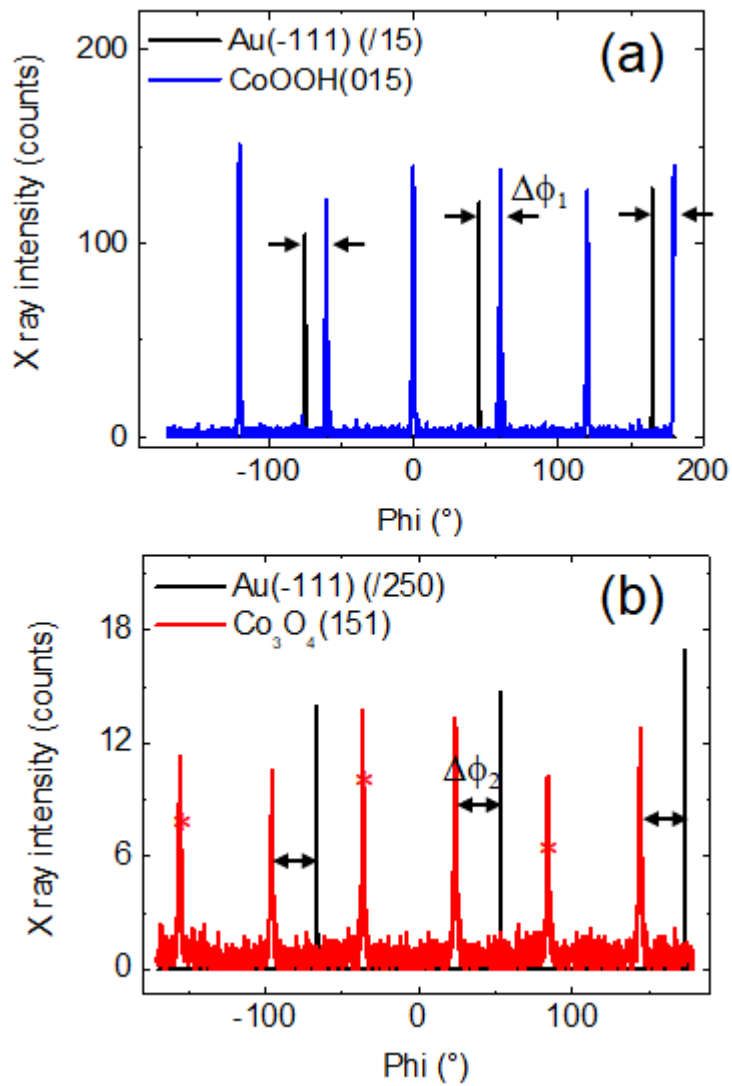 200
Au(-111) (/15)
CoOOH(015)
(a)
Δϕ₁
100
0
-100 0 100 200
X ray intensity (counts)
Phi (°)
Au(-111) (/250)
Co₃O₄(151)
(b)
18
12
Δϕ₂
6
0
-100 0 100
X ray intensity (counts)
Phi (°)